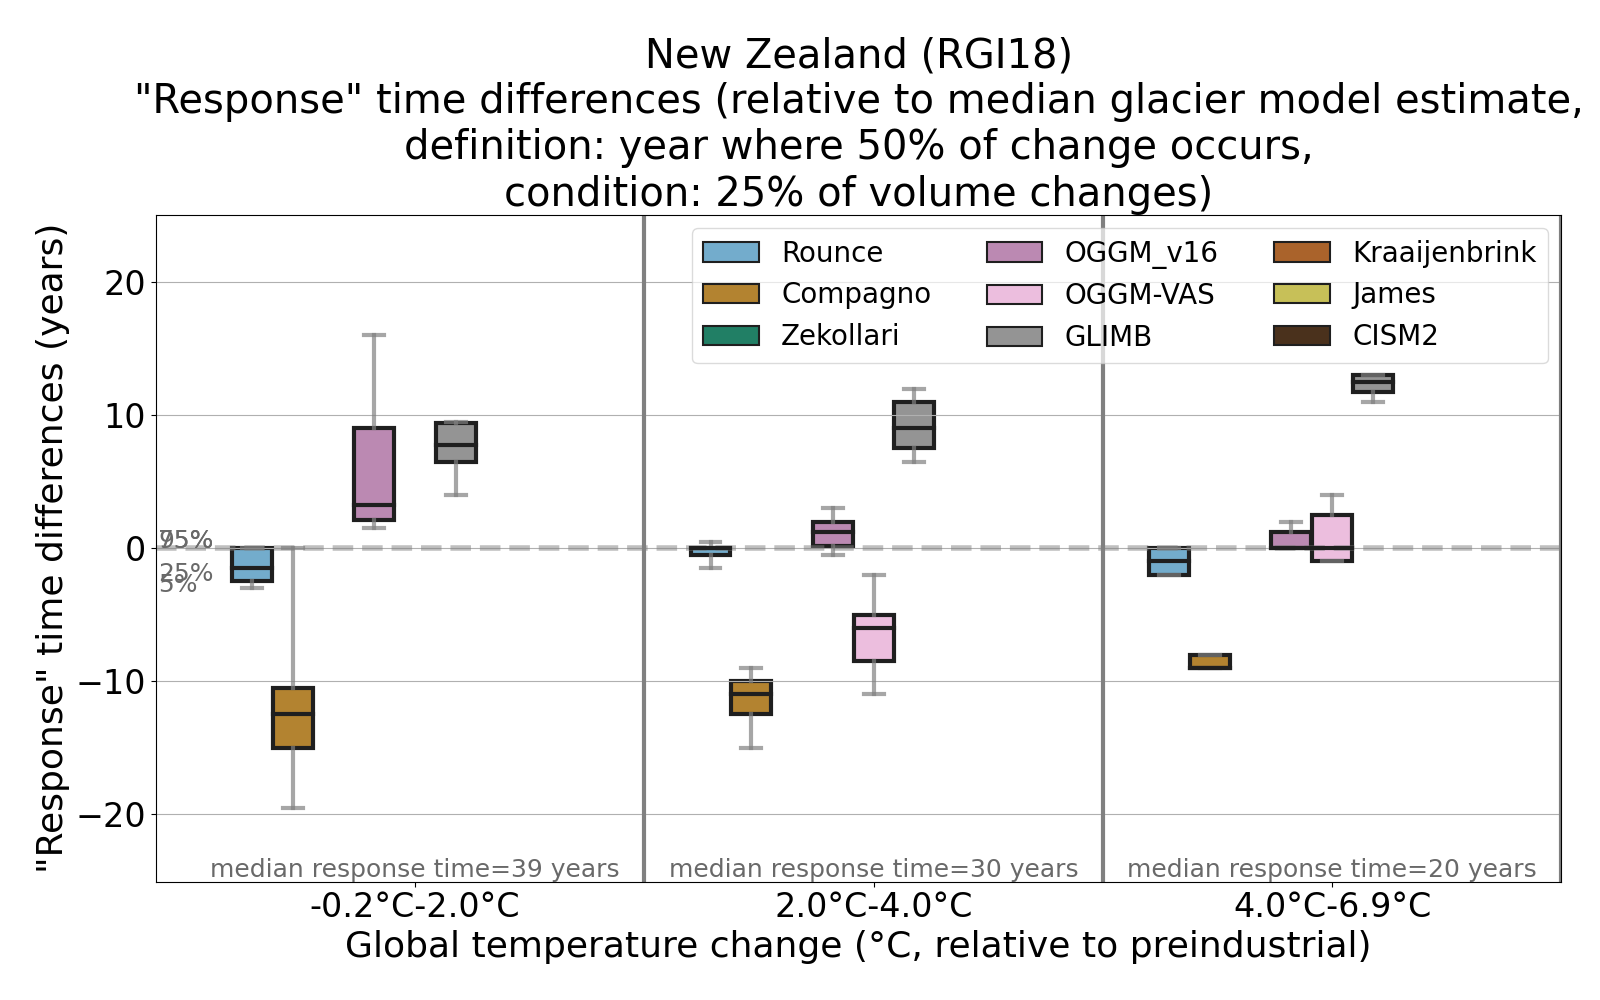 New Zealand (RGI18)
"Response" time differences (relative to median glacier model estimate,
definition: year where 50% of change occurs,
condition: 25% of volume changes)
"Response" time differences (years)
20
10
0
−10
−20
Rounce
Compagno
Zekollari
OGGM_v16
OGGM-VAS
GLIMB
Kraaijenbrink
James
CISM2
95%
25%
5%
median response time=39 years
median response time=30 years
median response time=20 years
-0.2°C-2.0°C
2.0°C-4.0°C
4.0°C-6.9°C
Global temperature change (°C, relative to preindustrial)